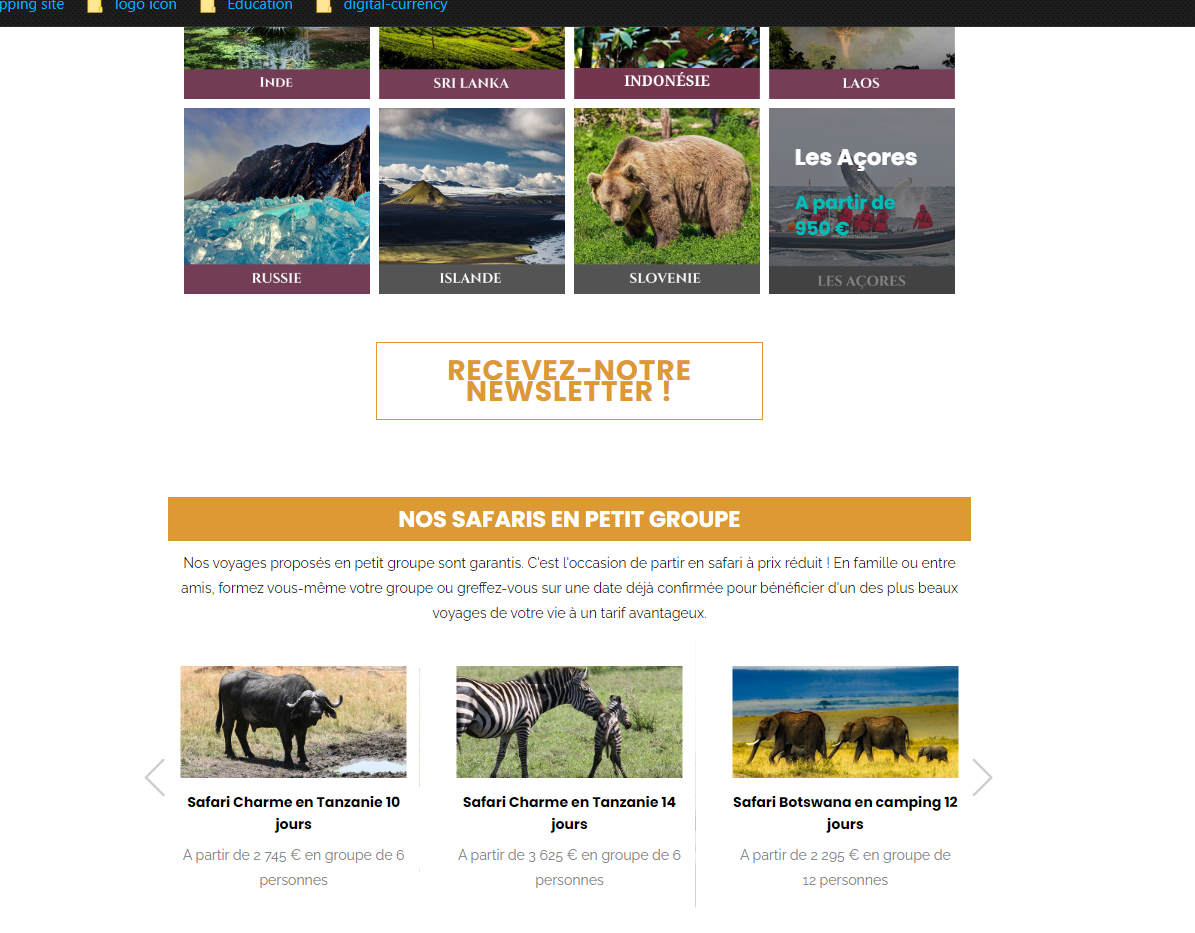 pping site logo icon Education digital-currency
INDE SRI LANKA INDONÉSIE LAOS
Les Açores
A partir de
950 €
RUSSIE ISLANDE SLOVENIE LES AÇORES
RECEVEZ-NOTRE
NEWSLETTER !
NOS SAFARIS EN PETIT GROUPE
Nos voyages proposés en petit groupe sont garantis. C'est l'occasion de partir en safari à prix réduit ! En famille ou entre
amis, formez vous-même votre groupe ou greffez-vous sur une date déjà confirmée pour bénéficier d'un des plus beaux
voyages de votre vie à un tarif avantageux.
Safari Charme en Tanzanie 10
jours
A partir de 2 745 € en groupe de 6
personnes
Safari Charme en Tanzanie 14
jours
A partir de 3 625 € en groupe de 6
personnes
Safari Botswana en camping 12
jours
A partir de 2 295 € en groupe de
12 personnes